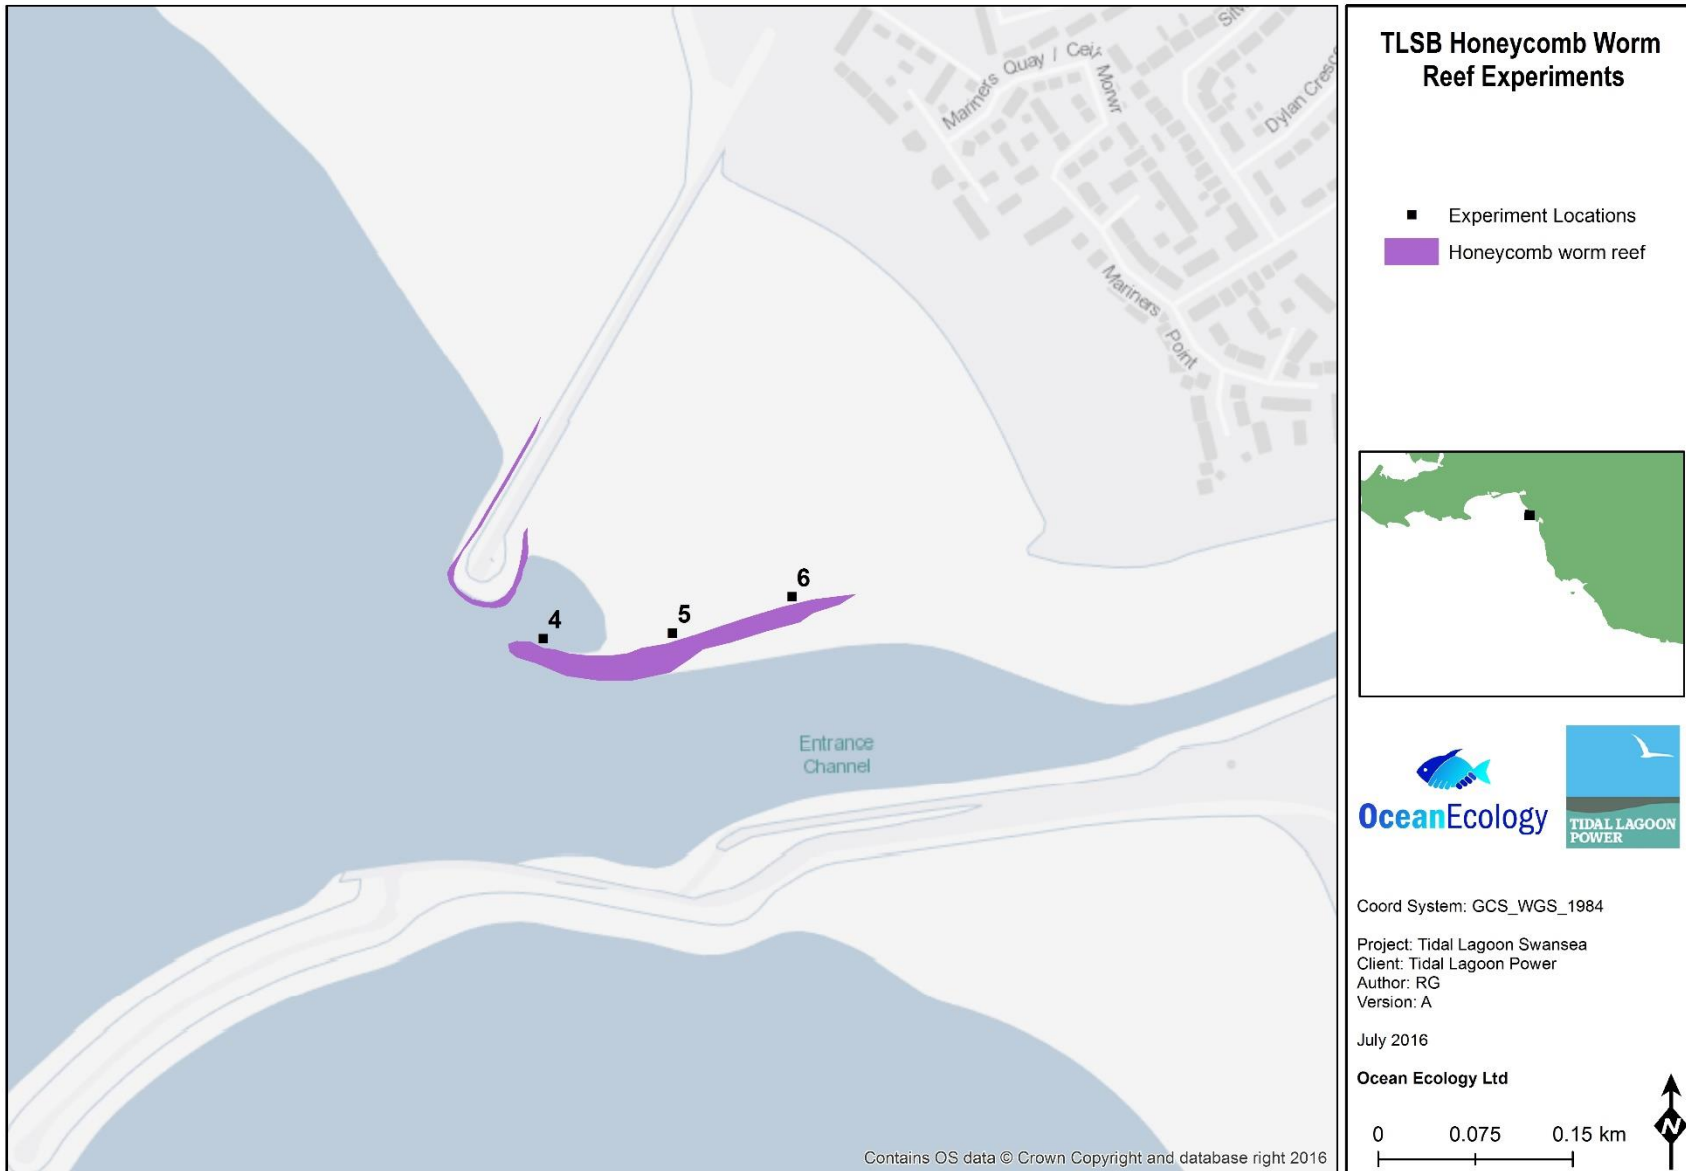 TLSB Honeycomb Worm
Reef Experiments
Experiment Locations
Honeycomb worm reef
Mariners Quay / Cei
Morwr
Dylan Cresc
Mariners Point
4
5
6
Entrance
Channel
Contains OS data © Crown Copyright and database right 2016
OceanEcology
TIDAL LAGOON
POWER
Coord System: GCS_WGS_1984
Project: Tidal Lagoon Swansea
Client: Tidal Lagoon Power
Author: RG
Version: A
July 2016
Ocean Ecology Ltd
0 0.075 0.15 km
N